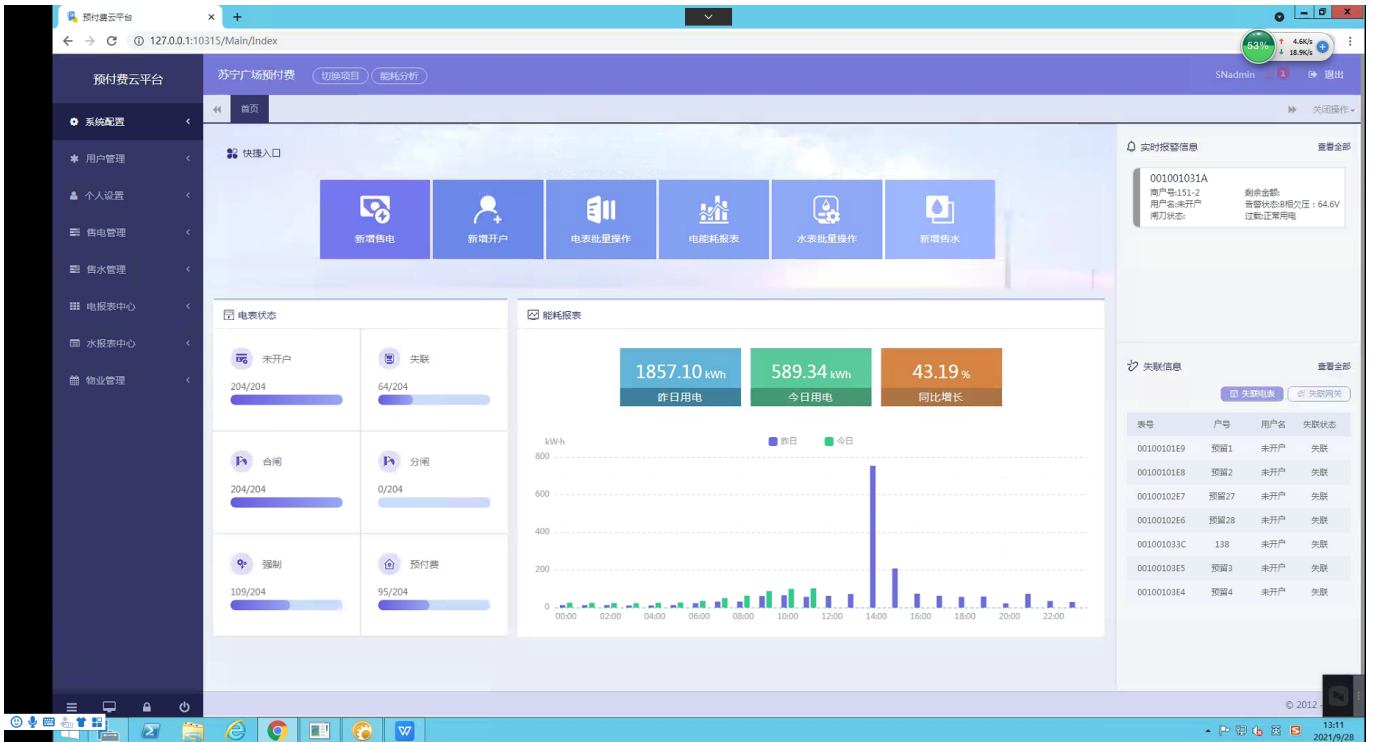 预付费云平台
127.0.0.1:10315/Main/Index
53%
4.6K/s
18.9K/s
预付费云平台
苏宁广场预付费
切换项目
能耗分析
SNadmin
1
退出
首页
关闭操作
系统配置
用户管理
个人设置
售电管理
售水管理
电报表中心
水报表中心
物业管理
快捷入口
新增售电
新增开户
电表批量操作
电能耗报表
水表批量操作
新增售水
实时报警信息
查看全部
001001031A
商户号:151-2
剩余金额:
用户名:未开户
告警状态:B相欠压：64.6V
闸刀状态:
过载:正常用电
电表状态
未开户
204/204
失联
64/204
合闸
204/204
分闸
0/204
强制
109/204
预付费
95/204
能耗报表
1857.10 kWh
昨日用电
589.34 kWh
今日用电
43.19 %
同比增长
kW·h
昨日
今日
800
600
400
200
0
00:00 02:00 04:00 06:00 08:00 10:00 12:00 14:00 16:00 18:00 20:00 22:00
失联信息
查看全部
失联电表
失联网关
表号 户号 用户名 失联状态
00100101E9 预留1 未开户 失联
00100101E8 预留2 未开户 失联
00100102E7 预留27 未开户 失联
00100102E6 预留28 未开户 失联
001001033C 138 未开户 失联
00100103E5 预留3 未开户 失联
00100103E4 预留4 未开户 失联
© 2012
13:11
2021/9/28